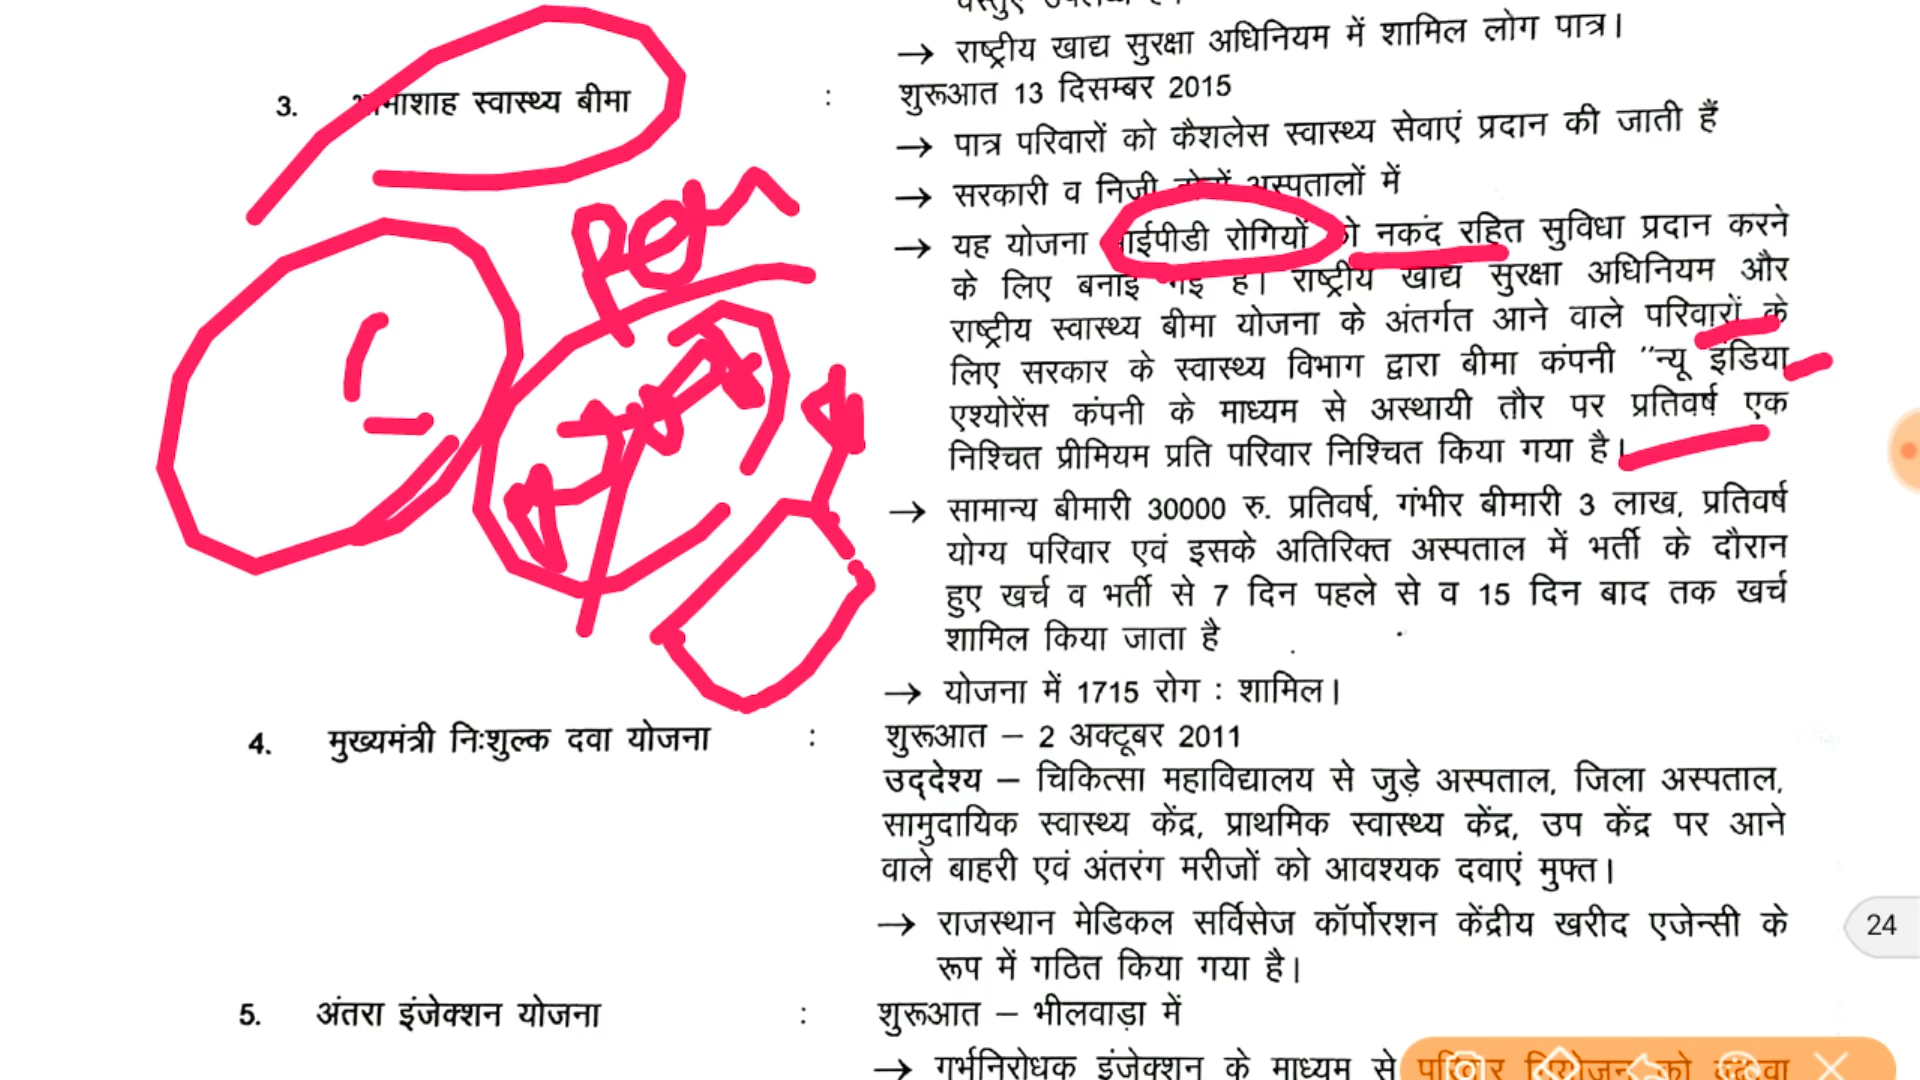 → राष्ट्रीय खाद्य सुरक्षा अधिनियम में शामिल लोग पात्र।
3. स्वास्थ्य बीमा : शुरूआत 13 दिसम्बर 2015
→ पात्र परिवारों को कैशलेस स्वास्थ्य सेवाएं प्रदान की जाती हैं
→ सरकारी व निजी अस्पतालों में
→ यह योजना रोगियों को नकंद रहित सुविधा प्रदान करने
के लिए बनाई गई है। राष्ट्रीय खाद्य सुरक्षा अधिनियम और
राष्ट्रीय स्वास्थ्य बीमा योजना के अंतर्गत आने वाले परिवारों के
लिए सरकार के स्वास्थ्य विभाग द्वारा बीमा कंपनी "न्यू इंडिया
एश्योरेंस कंपनी के माध्यम से अस्थायी तौर पर प्रतिवर्ष एक
निश्चित प्रीमियम प्रति परिवार निश्चित किया गया है।
→ सामान्य बीमारी 30000 रु. प्रतिवर्ष, गंभीर बीमारी 3 लाख, प्रतिवर्ष
योग्य परिवार एवं इसके अतिरिक्त अस्पताल में भर्ती के दौरान
हुए खर्च व भर्ती से 7 दिन पहले से व 15 दिन बाद तक खर्च
शामिल किया जाता है
→ योजना में 1715 रोग : शामिल।
4. मुख्यमंत्री निःशुल्क दवा योजना : शुरूआत – 2 अक्टूबर 2011
उद्देश्य – चिकित्सा महाविद्यालय से जुड़े अस्पताल, जिला अस्पताल,
सामुदायिक स्वास्थ्य केंद्र, प्राथमिक स्वास्थ्य केंद्र, उप केंद्र पर आने
वाले बाहरी एवं अंतरंग मरीजों को आवश्यक दवाएं मुफ्त।
→ राजस्थान मेडिकल सर्विसेज कॉर्पोरशन केंद्रीय खरीद एजेन्सी के
24
रूप में गठित किया गया है।
5. अंतरा इंजेक्शन योजना : शुरूआत – भीलवाड़ा में
→ गर्भनिरोधक इंजेक्शन के माध्यम से